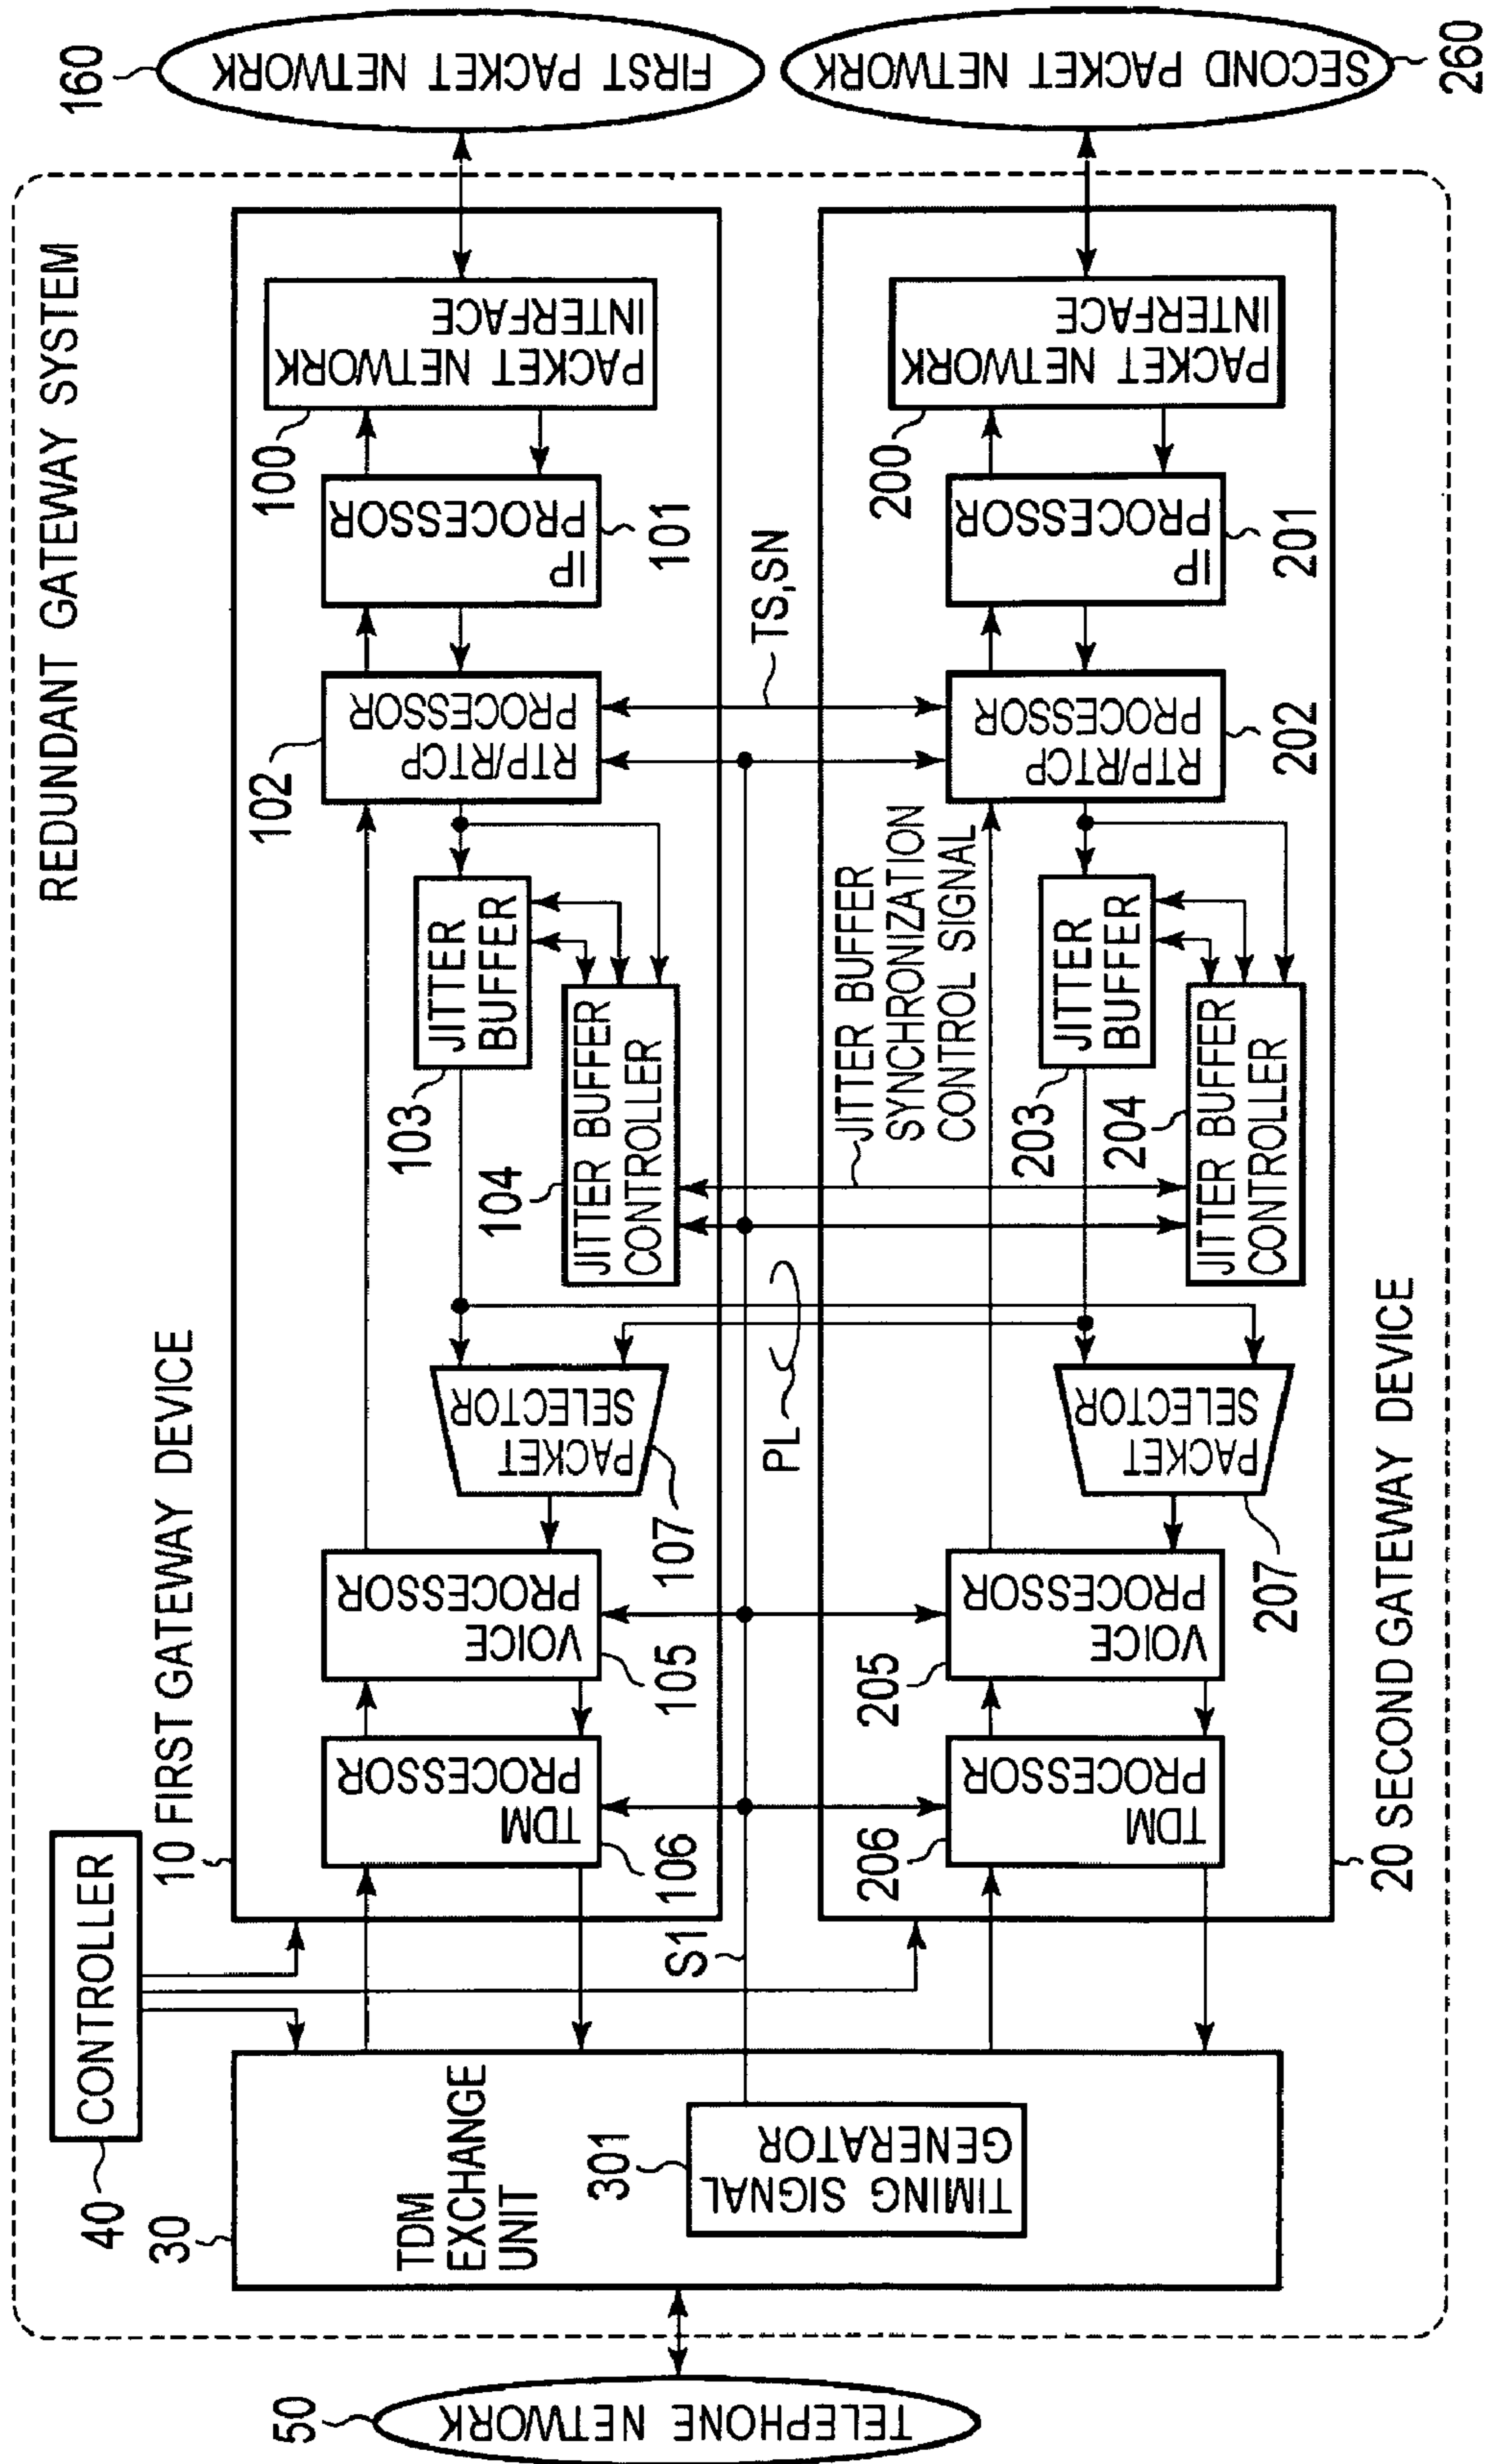 REDUNDANT GATEWAY SYSTEM
40
CONTROLLER
10 FIRST GATEWAY DEVICE
50
TELEPHONE NETWORK
30
TDM
EXCHANGE
UNIT
301
TIMING SIGNAL
GENERATOR
S1
106
TDM
PROCESSOR
105
VOICE
PROCESSOR
107
PACKET
SELECTOR
103
JITTER
BUFFER
104
JITTER BUFFER
CONTROLLER
102
RTP/RTCP
PROCESSOR
101
IP
PROCESSOR
100
PACKET NETWORK
INTERFACE
160
FIRST PACKET NETWORK
PL
JITTER BUFFER
SYNCHRONIZATION
CONTROL SIGNAL
TS,SN
206
TDM
PROCESSOR
205
VOICE
PROCESSOR
207
PACKET
SELECTOR
203
JITTER
BUFFER
204
JITTER BUFFER
CONTROLLER
202
RTP/RTCP
PROCESSOR
201
IP
PROCESSOR
200
PACKET NETWORK
INTERFACE
260
SECOND PACKET NETWORK
20 SECOND GATEWAY DEVICE